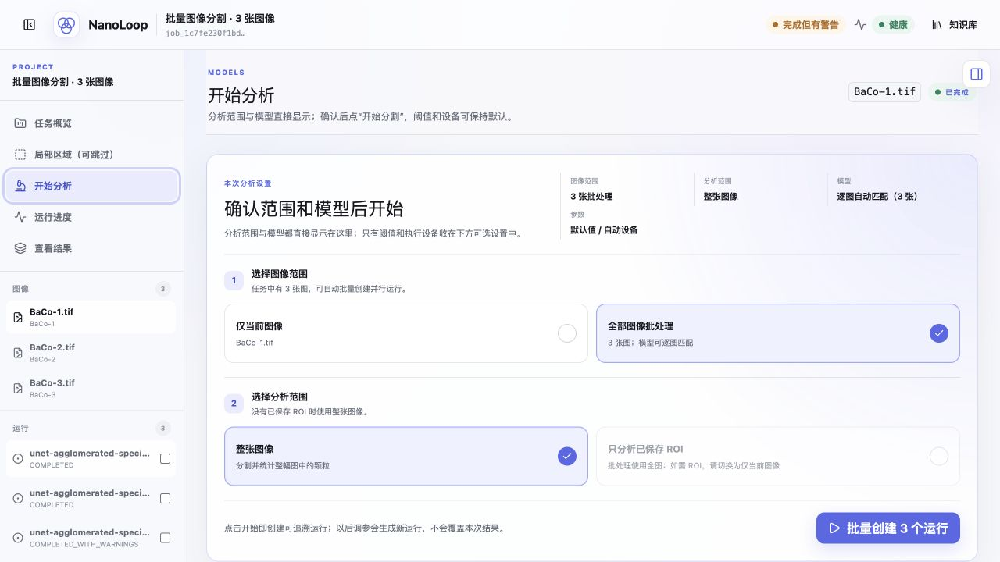 NanoLoop
批量图像分割 · 3 张图像
job_1c7fe230f1bd…
完成但有警告
健康
知识库
PROJECT
批量图像分割 · 3 张图像
任务概览
局部区域（可跳过）
开始分析
运行进度
查看结果
图像
3
BaCo-1.tif
BaCo-1
BaCo-2.tif
BaCo-2
BaCo-3.tif
BaCo-3
运行
3
unet-agglomerated-speci...
COMPLETED
unet-agglomerated-speci...
COMPLETED
unet-agglomerated-speci...
COMPLETED_WITH_WARNINGS
MODELS
开始分析
分析范围与模型直接显示；确认后点“开始分割”，阈值和设备可保持默认。
BaCo-1.tif
已完成
本次分析设置
确认范围和模型后开始
分析范围与模型都直接显示在这里；只有阈值和执行设备收在下方可选设置中。
图像范围
3 张批处理
分析范围
整张图像
模型
逐图自动匹配（3 张）
参数
默认值 / 自动设备
1
选择图像范围
任务中有 3 张图，可自动批量创建并行运行。
仅当前图像
BaCo-1.tif
全部图像批处理
3 张图；模型可逐图匹配
2
选择分析范围
没有已保存 ROI 时使用整张图像。
整张图像
分割并统计整幅图中的颗粒
只分析已保存 ROI
批处理使用全图；如需 ROI，请切换为仅当前图像
点击开始即创建可追溯运行；以后调参会生成新运行，不会覆盖本次结果。
批量创建 3 个运行